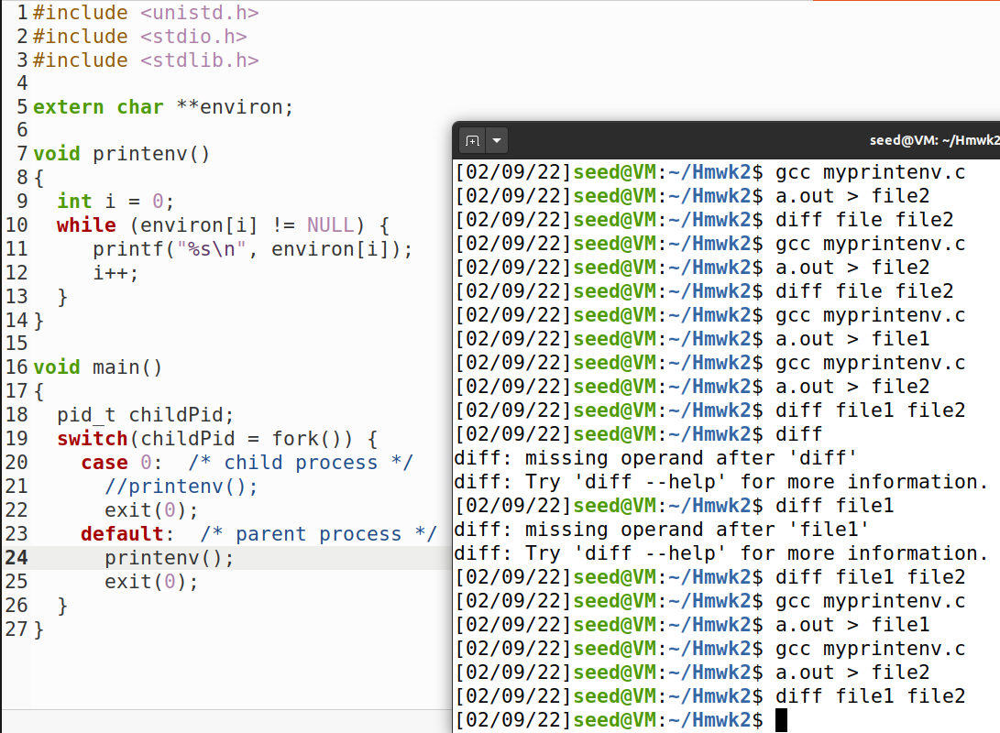 1 #include <unistd.h>
2 #include <stdio.h>
3 #include <stdlib.h>
4
5 extern char **environ;
6
7 void printenv()
8 {
9   int i = 0;
10   while (environ[i] != NULL) {
11      printf("%s\n", environ[i]);
12      i++;
13   }
14 }
15
16 void main()
17 {
18   pid_t childPid;
19   switch(childPid = fork()) {
20     case 0:  /* child process */
21       //printenv();
22       exit(0);
23     default:  /* parent process */
24       printenv();
25       exit(0);
26   }
27 }
seed@VM: ~/Hmwk2
[02/09/22]seed@VM:~/Hmwk2$ gcc myprintenv.c
[02/09/22]seed@VM:~/Hmwk2$ a.out > file2
[02/09/22]seed@VM:~/Hmwk2$ diff file file2
[02/09/22]seed@VM:~/Hmwk2$ gcc myprintenv.c
[02/09/22]seed@VM:~/Hmwk2$ a.out > file2
[02/09/22]seed@VM:~/Hmwk2$ diff file file2
[02/09/22]seed@VM:~/Hmwk2$ gcc myprintenv.c
[02/09/22]seed@VM:~/Hmwk2$ a.out > file1
[02/09/22]seed@VM:~/Hmwk2$ gcc myprintenv.c
[02/09/22]seed@VM:~/Hmwk2$ a.out > file2
[02/09/22]seed@VM:~/Hmwk2$ diff file1 file2
[02/09/22]seed@VM:~/Hmwk2$ diff
diff: missing operand after 'diff'
diff: Try 'diff --help' for more information.
[02/09/22]seed@VM:~/Hmwk2$ diff file1
diff: missing operand after 'file1'
diff: Try 'diff --help' for more information.
[02/09/22]seed@VM:~/Hmwk2$ diff file1 file2
[02/09/22]seed@VM:~/Hmwk2$ gcc myprintenv.c
[02/09/22]seed@VM:~/Hmwk2$ a.out > file1
[02/09/22]seed@VM:~/Hmwk2$ gcc myprintenv.c
[02/09/22]seed@VM:~/Hmwk2$ a.out > file2
[02/09/22]seed@VM:~/Hmwk2$ diff file1 file2
[02/09/22]seed@VM:~/Hmwk2$